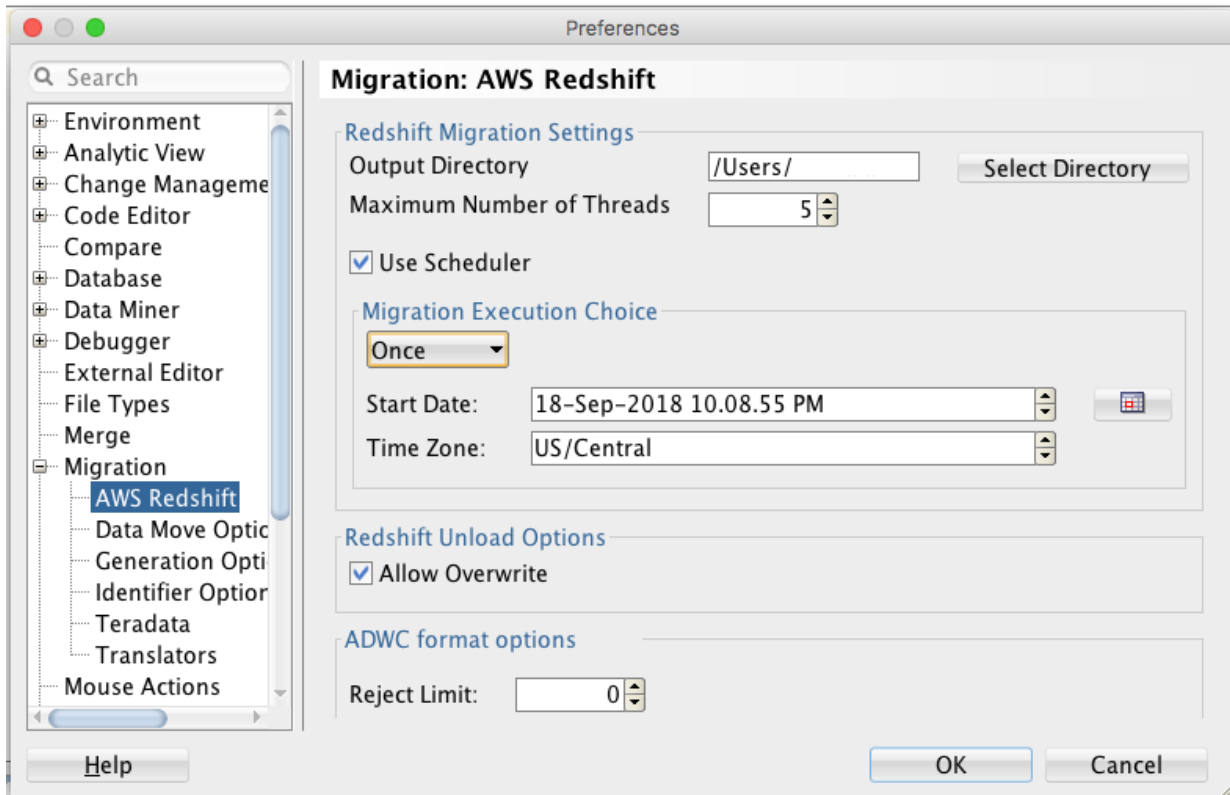 Preferences
Search
Environment
Analytic View
Change Manageme
Code Editor
Compare
Database
Data Miner
Debugger
External Editor
File Types
Merge
Migration
AWS Redshift
Data Move Optic
Generation Opti
Identifier Option
Teradata
Translators
Mouse Actions
Migration: AWS Redshift
Redshift Migration Settings
Output Directory /Users/ Select Directory
Maximum Number of Threads 5
Use Scheduler
Migration Execution Choice
Once
Start Date: 18-Sep-2018 10.08.55 PM
Time Zone: US/Central
Redshift Unload Options
Allow Overwrite
ADWC format options
Reject Limit: 0
Help OK Cancel